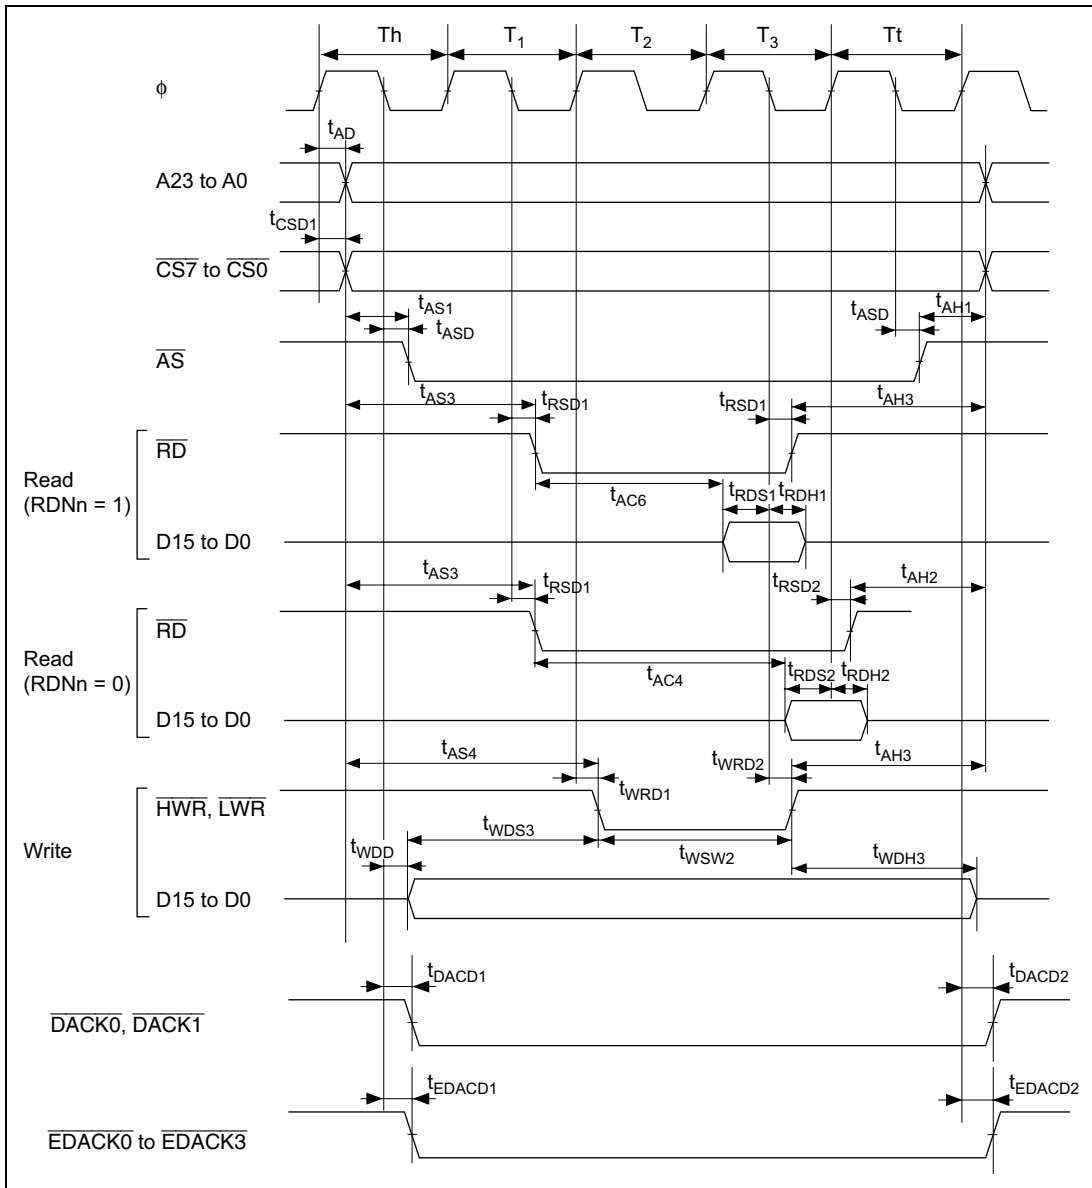 Th T1 T2 T3 Tt
ϕ
tAD
A23 to A0
tCSD1
CS7 to CS0
tAS1 tAH1
tASD tASD
AS
tAS3 tRSD1 tRSD1 tAH3
RD
Read
(RDNn = 1)
tAC6 tRDS1 tRDH1
D15 to D0
tAS3 tRSD1 tRSD2 tAH2
RD
Read
(RDNn = 0)
tAC4 tRDS2 tRDH2
D15 to D0
tAS4 tWRD1 tWRD2 tAH3
HWR, LWR
Write
tWDD tWDS3 tWSW2 tWDH3
D15 to D0
tDACD1 tDACD2
DACK0, DACK1
tEDACD1 tEDACD2
EDACK0 to EDACK3